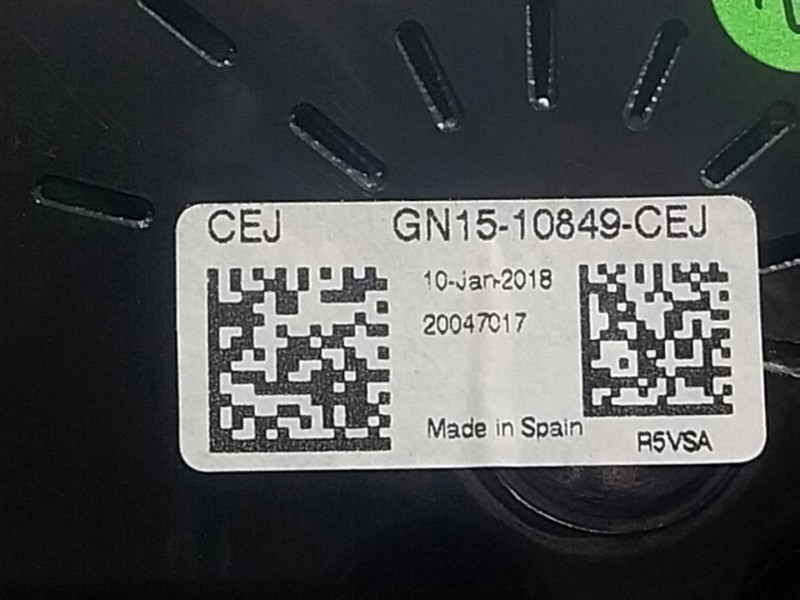 CEJ GN15-10849-CEJ
10-Jan-2018
20047017
Made in Spain
R5VSA